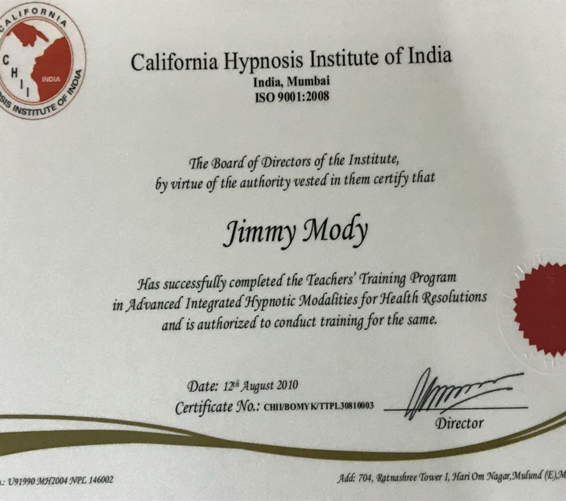 CALIFORNIA
CHII
INDIA
SIS INSTITUTE OF INDIA
California Hypnosis Institute of India
India, Mumbai
ISO 9001:2008
The Board of Directors of the Institute,
by virtue of the authority vested in them certify that
Jimmy Mody
Has successfully completed the Teachers' Training Program
in Advanced Integrated Hypnotic Modalities for Health Resolutions
and is authorized to conduct training for the same.
Date: 12th August 2010
Certificate No.: CHII/BOMYK/TTPL30810003
Director
.: U91990 MH2004 NPL 146002
Add: 704, Ratnashree Tower I, Hari Om Nagar, Mulund (E), M